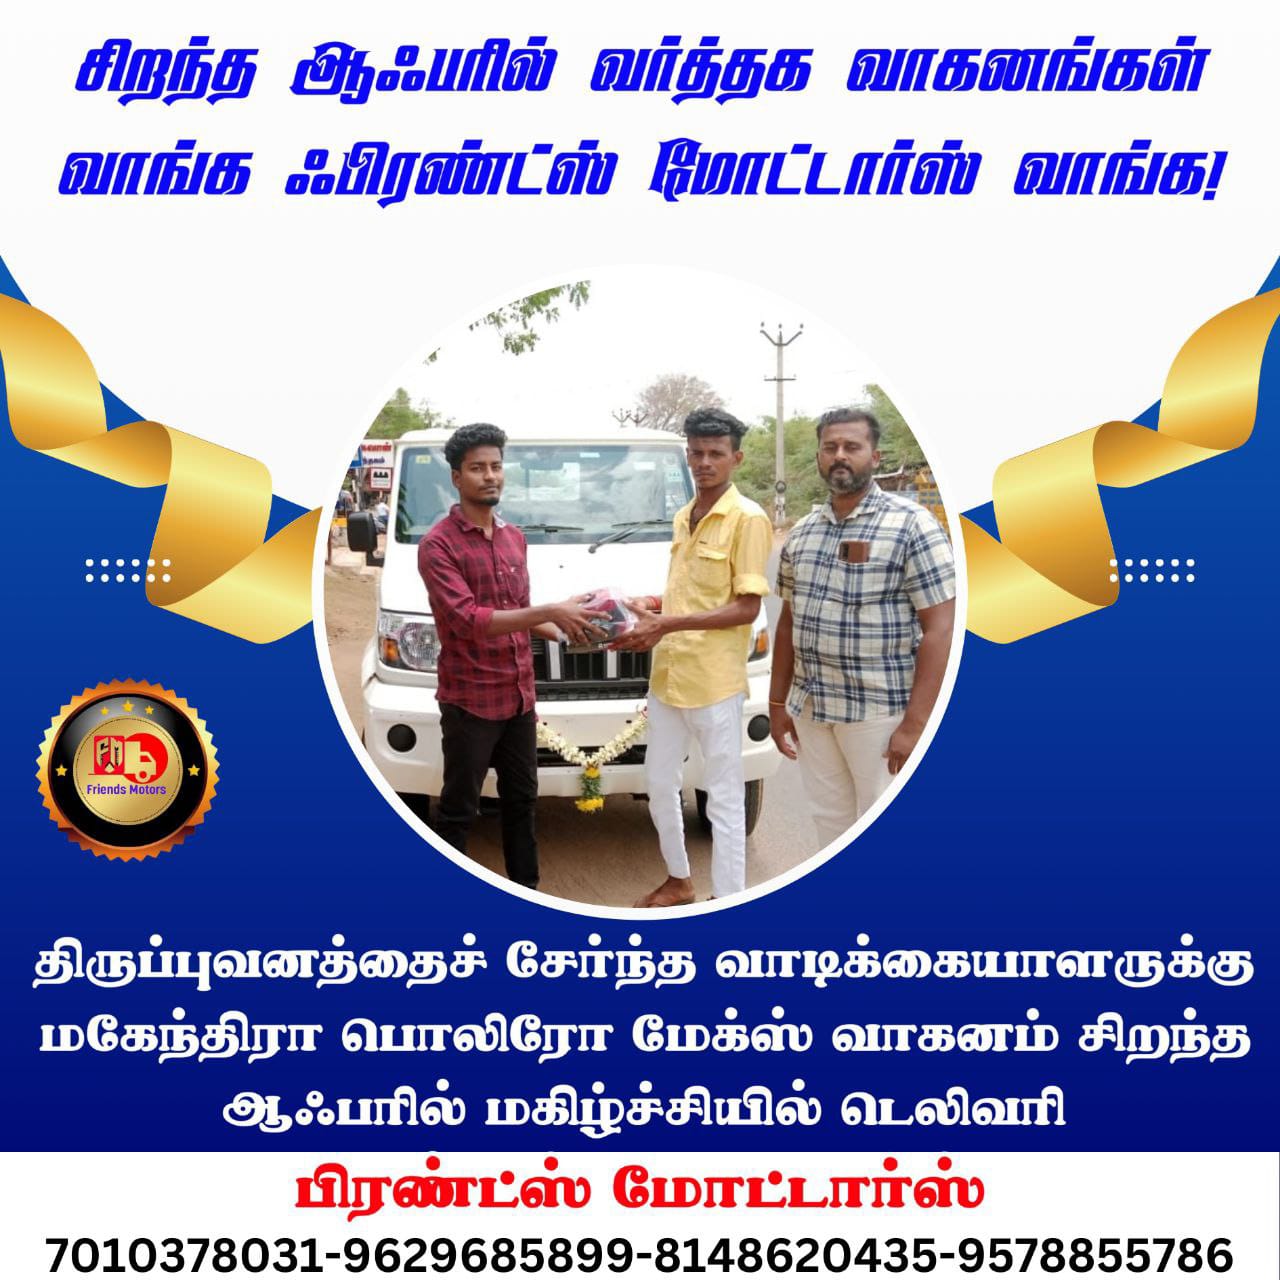 சிறந்த ஆஃபரில் வர்த்தக வாகனங்கள்
வாங்க ஃபிரண்ட்ஸ் மோட்டார்ஸ் வாங்க!
Friends Motors
திருப்புவனத்தைச் சேர்ந்த வாடிக்கையாளருக்கு
மகேந்திரா பொலிரோ மேக்ஸ் வாகனம் சிறந்த
ஆஃபரில் மகிழ்ச்சியில் டெலிவரி
பிரண்ட்ஸ் மோட்டார்ஸ்
7010378031-9629685899-8148620435-9578855786